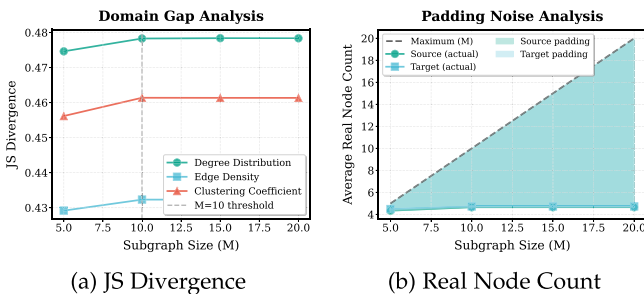 Domain Gap Analysis
JS Divergence
0.48
0.47
0.46
0.45
0.44
0.43
Degree Distribution
Edge Density
Clustering Coefficient
M=10 threshold
5.0 7.5 10.0 12.5 15.0 17.5 20.0
Subgraph Size (M)
(a) JS Divergence
Padding Noise Analysis
Average Real Node Count
20
18
16
14
12
10
8
6
4
Maximum (M)
Source (actual)
Target (actual)
Source padding
Target padding
5.0 7.5 10.0 12.5 15.0 17.5 20.0
Subgraph Size (M)
(b) Real Node Count